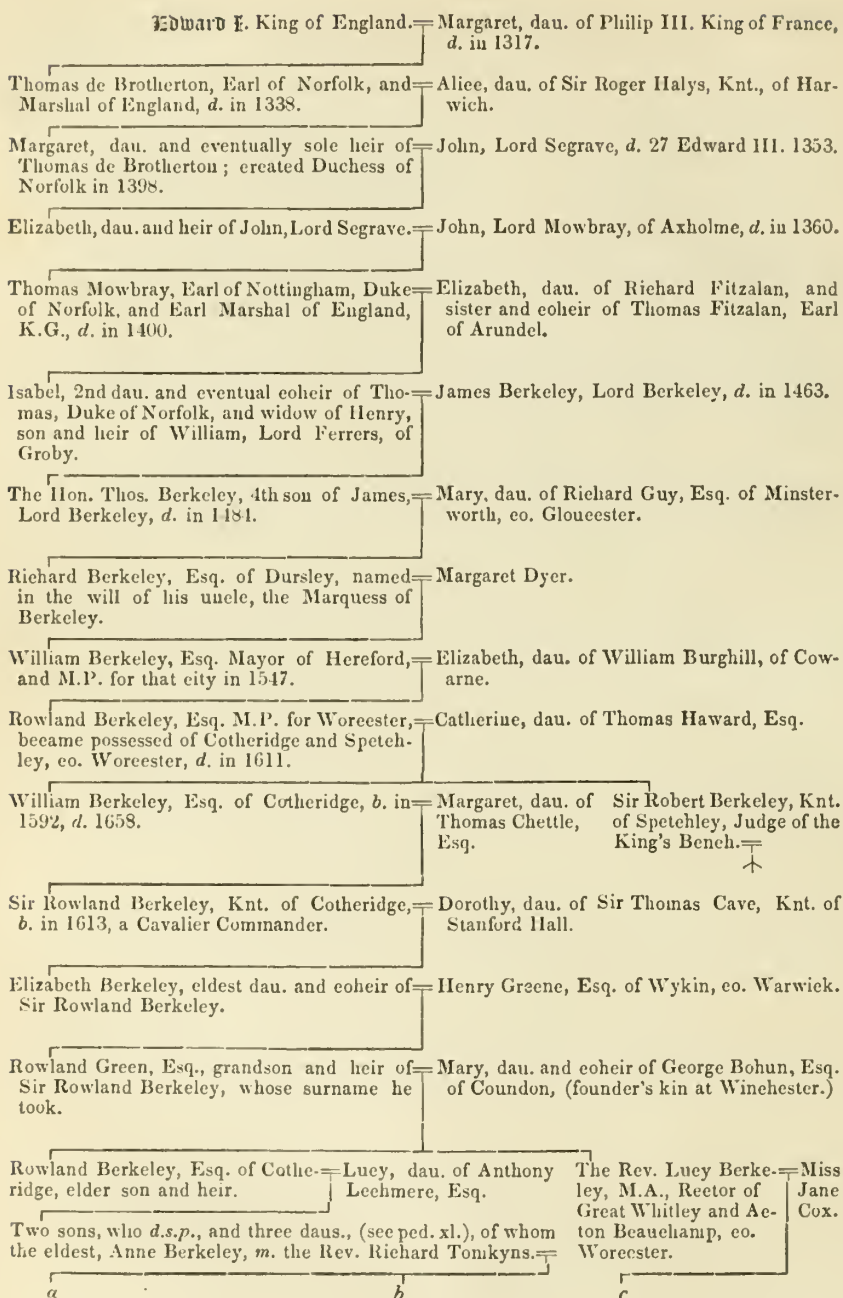 Edward I. King of England.=Margaret, dau. of Philip III. King of France,
d. in 1317.
Thomas de Brotherton, Earl of Norfolk, and=Alice, dau. of Sir Roger Halys, Knt., of Har-
Marshal of England, d. in 1338. wich.
Margaret, dau. and eventually sole heir of=John, Lord Segrave, d. 27 Edward III. 1353.
Thomas de Brotherton; created Duchess of
Norfolk in 1398.
Elizabeth, dau. and heir of John, Lord Segrave.=John, Lord Mowbray, of Axholme, d. in 1360.
Thomas Mowbray, Earl of Nottingham, Duke=Elizabeth, dau. of Richard Fitzalan, and
of Norfolk, and Earl Marshal of England, sister and coheir of Thomas Fitzalan, Earl
K.G., d. in 1400. of Arundel.
Isabel, 2nd dau. and eventual coheir of Tho-=James Berkeley, Lord Berkeley, d. in 1463.
mas, Duke of Norfolk, and widow of Henry,
son and heir of William, Lord Ferrers, of
Groby.
The Hon. Thos. Berkeley, 4th son of James,=Mary, dau. of Richard Guy, Esq. of Minster-
Lord Berkeley, d. in 1484. worth, co. Gloucester.
Richard Berkeley, Esq. of Dursley, named=Margaret Dyer.
in the will of his uncle, the Marquess of
Berkeley.
William Berkeley, Esq. Mayor of Hereford,=Elizabeth, dau. of William Burghill, of Cow-
and M.P. for that city in 1547. arne.
Rowland Berkeley, Esq. M.P. for Worcester,=Catherine, dau. of Thomas Haward, Esq.
became possessed of Cotheridge and Spetch-
ley, co. Worcester, d. in 1611.
William Berkeley, Esq. of Cotheridge, b. in=Margaret, dau. of Sir Robert Berkeley, Knt.
1592, d. 1658. Thomas Chettle, of Spetchley, Judge of the
Esq. King's Bench.=
Sir Rowland Berkeley, Knt. of Cotheridge,=Dorothy, dau. of Sir Thomas Cave, Knt. of
b. in 1613, a Cavalier Commander. Stanford Hall.
Elizabeth Berkeley, eldest dau. and coheir of=Henry Greene, Esq. of Wykin, co. Warwick.
Sir Rowland Berkeley.
Rowland Green, Esq., grandson and heir of=Mary, dau. and coheir of George Bohun, Esq.
Sir Rowland Berkeley, whose surname he of Coundon, (founder's kin at Winchester.)
took.
Rowland Berkeley, Esq. of Cothe-=Lucy, dau. of Anthony The Rev. Lucy Berke-=Miss
ridge, elder son and heir. Lechmere, Esq. ley, M.A., Rector of Jane
Great Whitley and Ac- Cox.
Two sons, who d.s.p., and three daus., (see ped. xl.), of whom ton Beauchamp, co.
the eldest, Anne Berkeley, m. the Rev. Richard Tomkyns.= Worcester.
a b c